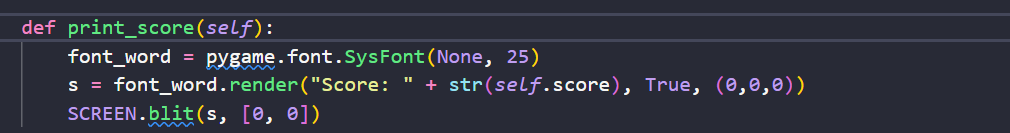 def print_score(self):
    font_word = pygame.font.SysFont(None, 25)
    s = font_word.render("Score: " + str(self.score), True, (0,0,0))
    SCREEN.blit(s, [0, 0])